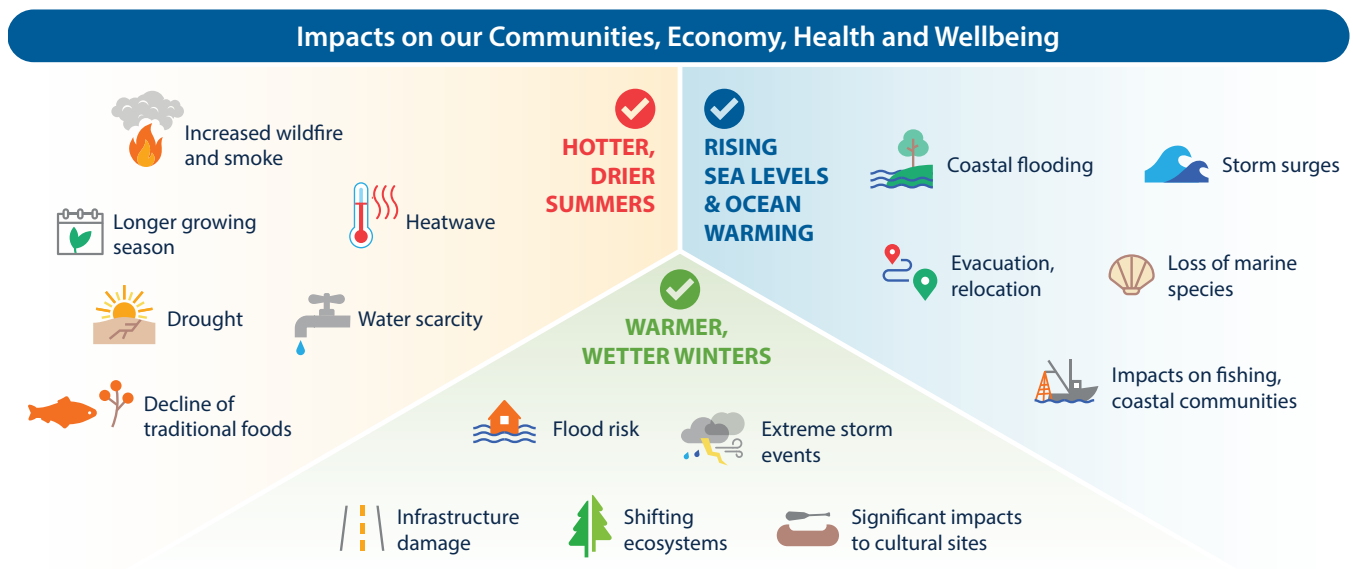 Impacts on our Communities, Economy, Health and Wellbeing
HOTTER,
DRIER
SUMMERS
Increased wildfire
and smoke
Heatwave
Longer growing
season
Drought
Water scarcity
Decline of
traditional foods
RISING
SEA LEVELS
& OCEAN
WARMING
Coastal flooding
Storm surges
Evacuation,
relocation
Loss of marine
species
Impacts on fishing,
coastal communities
WARMER,
WETTER WINTERS
Flood risk
Extreme storm
events
Infrastructure
damage
Shifting
ecosystems
Significant impacts
to cultural sites